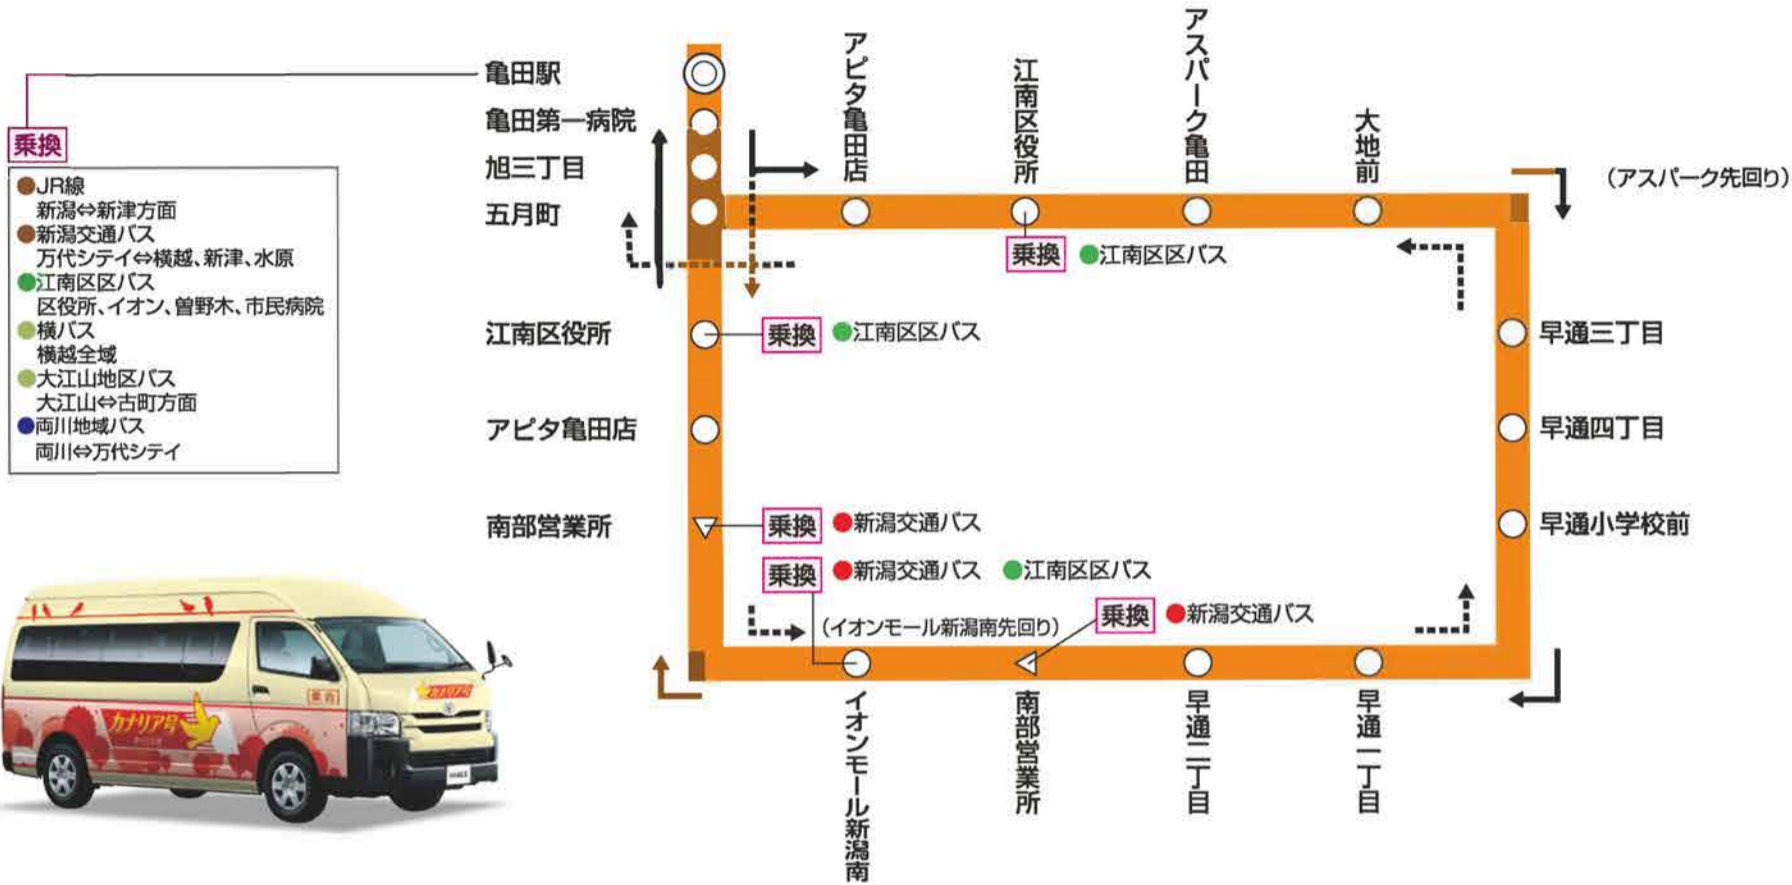 乗換
●JR線
新潟⇔新津方面
●新潟交通バス
万代シテイ⇔横越、新津、水原
●江南区区バス
区役所、イオン、曽野木、市民病院
●横バス
横越全域
●大江山地区バス
大江山⇔古町方面
●両川地域バス
両川⇔万代シテイ
亀田駅
亀田第一病院
旭三丁目
五月町
江南区役所
乗換 ●江南区区バス
アピタ亀田店
南部営業所
乗換 ●新潟交通バス
アピタ亀田店
江南区役所
乗換 ●江南区区バス
アスパーク亀田
大地前
（アスパーク先回り）
早通三丁目
早通四丁目
早通小学校前
乗換 ●新潟交通バス ●江南区区バス
（イオンモール新潟南先回り）
乗換 ●新潟交通バス
イオンモール新潟南
南部営業所
早通二丁目
早通一丁目
乗合
カナリア号
カナリア号